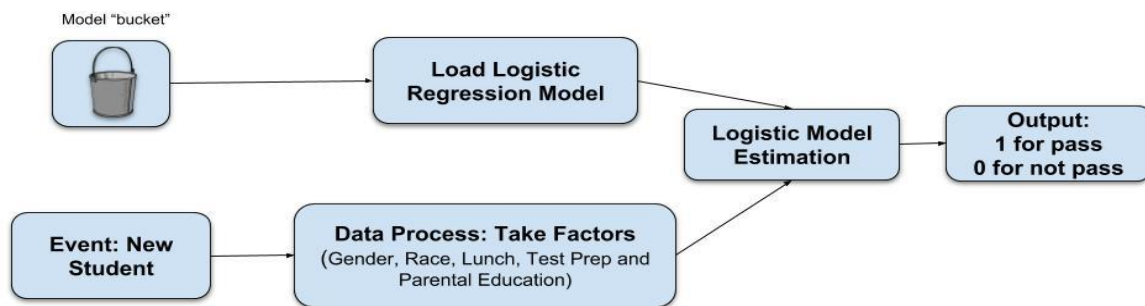 Model “bucket”
Load Logistic
Regression Model
Logistic Model
Estimation
Output:
1 for pass
0 for not pass
Event: New
Student
Data Process: Take Factors
(Gender, Race, Lunch, Test Prep and
Parental Education)